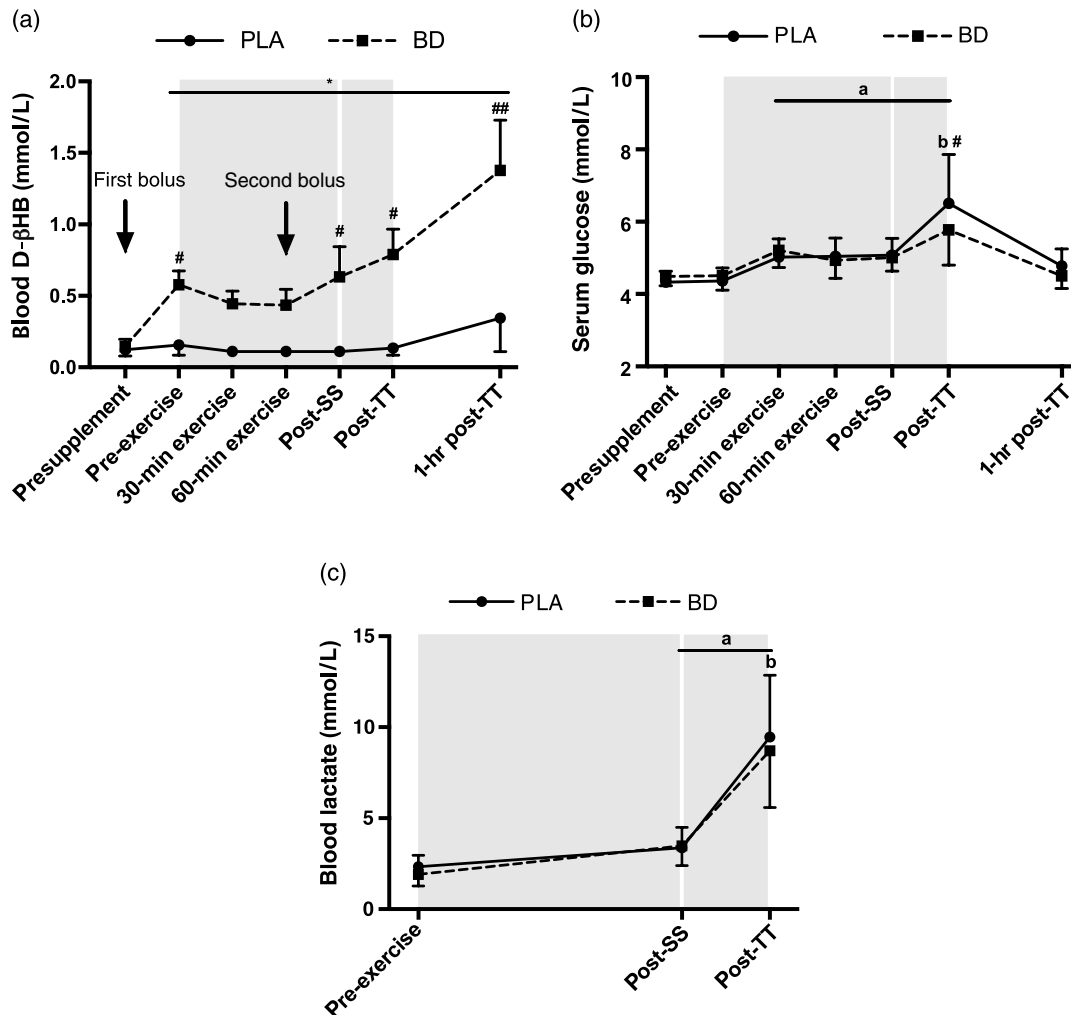 (a)
PLA BD
Blood D-βHB (mmol/L)
2.0
1.5
1.0
0.5
0.0
*
##
First bolus
Second bolus
#
#
#
Presupplement
Pre-exercise
30-min exercise
60-min exercise
Post-SS
Post-TT
1-hr post-TT
(b)
PLA BD
Serum glucose (mmol/L)
10
8
6
4
2
a
b #
Presupplement
Pre-exercise
30-min exercise
60-min exercise
Post-SS
Post-TT
1-hr post-TT
(c)
PLA BD
Blood lactate (mmol/L)
15
10
5
0
a
b
Pre-exercise
Post-SS
Post-TT